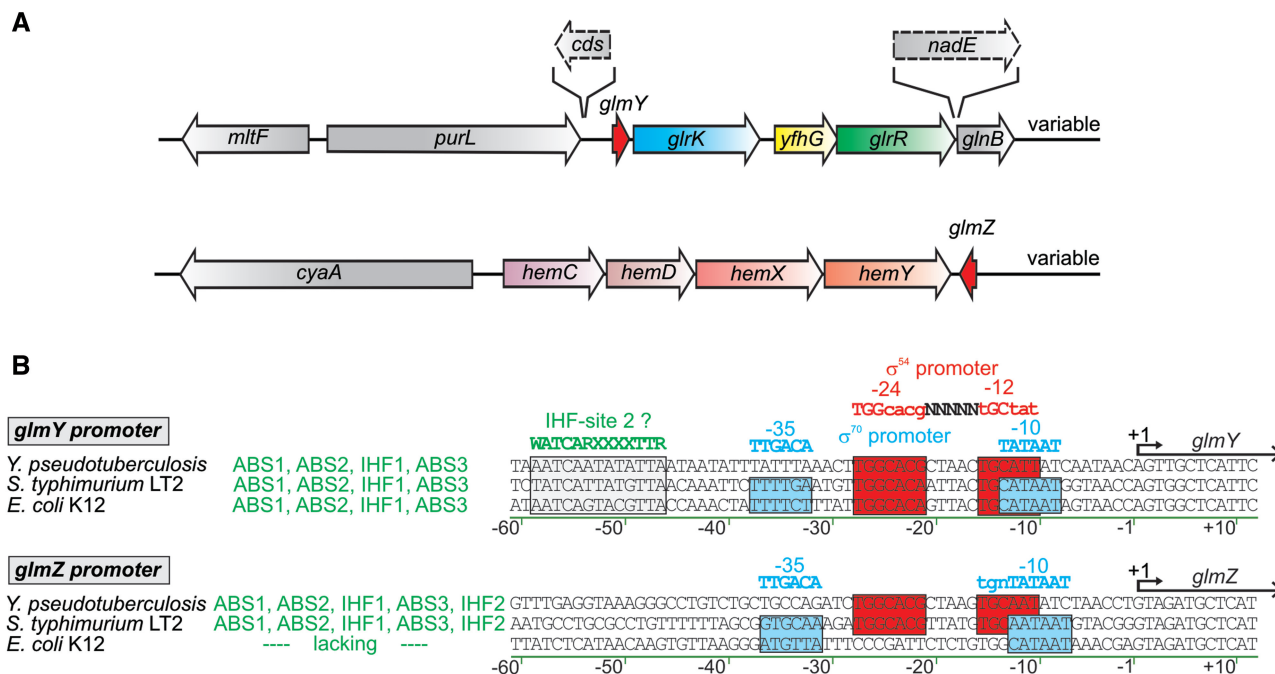 A
cds
nadE
glmY
mltF purL glrK yfhG glrR glnB variable
glmZ
cyaA hemC hemD hemX hemY variable
B
σ54 promoter
-24 -12
TGGcacgNNNNNtGCtat
IHF-site 2 ?
WATCARXXXXTTR
-35
TTGACA
σ70 promoter
-10
TATAAT
+1 glmY
glmY promoter
Y. pseudotuberculosis ABS1, ABS2, IHF1, ABS3 TAAATCAATATATTAATAATATTTATTTAAACTTGGCACGCTAACTGCATTATCAATAACAGTTGCTCATTC
S. typhimurium LT2 ABS1, ABS2, IHF1, ABS3 TCTATCATTATGTTAACAAATTCTTTTGAATGTTGGCACAATTACTGCATAATGGTAACCAGTGGCTCATTC
E. coli K12 ABS1, ABS2, IHF1, ABS3 ATAATCAGTACGTTACCAAACTATTTTCTTTATTGGCACAGTTACTGCATAATAGTAACCAGTGGCTCATTC
-60 -50 -40 -30 -20 -10 -1 +10
glmZ promoter
-35
TTGACA
-10
tgnTATAAT
+1 glmZ
Y. pseudotuberculosis ABS1, ABS2, IHF1, ABS3, IHF2 GTTTGAGGTAAAGGGCCTGTCTGCTGCCAGATCTGGCACGCTAAGTGCAATATCTAACCTGTAGATGCTCAT
S. typhimurium LT2 ABS1, ABS2, IHF1, ABS3, IHF2 AATGCCTGCGCCTGTTTTTTAGCGGTGCAAAGATGGCACGTTATGTGCAATAATGTACGGGTAGATGCTCAT
E. coli K12 ---- lacking ---- TTATCTCATAACAAGTGTTAAGGGATGTTATTTCCCGATTCTCTGTGGCATAATAAACGAGTAGATGCTCAT
-60 -50 -40 -30 -20 -10 -1 +10